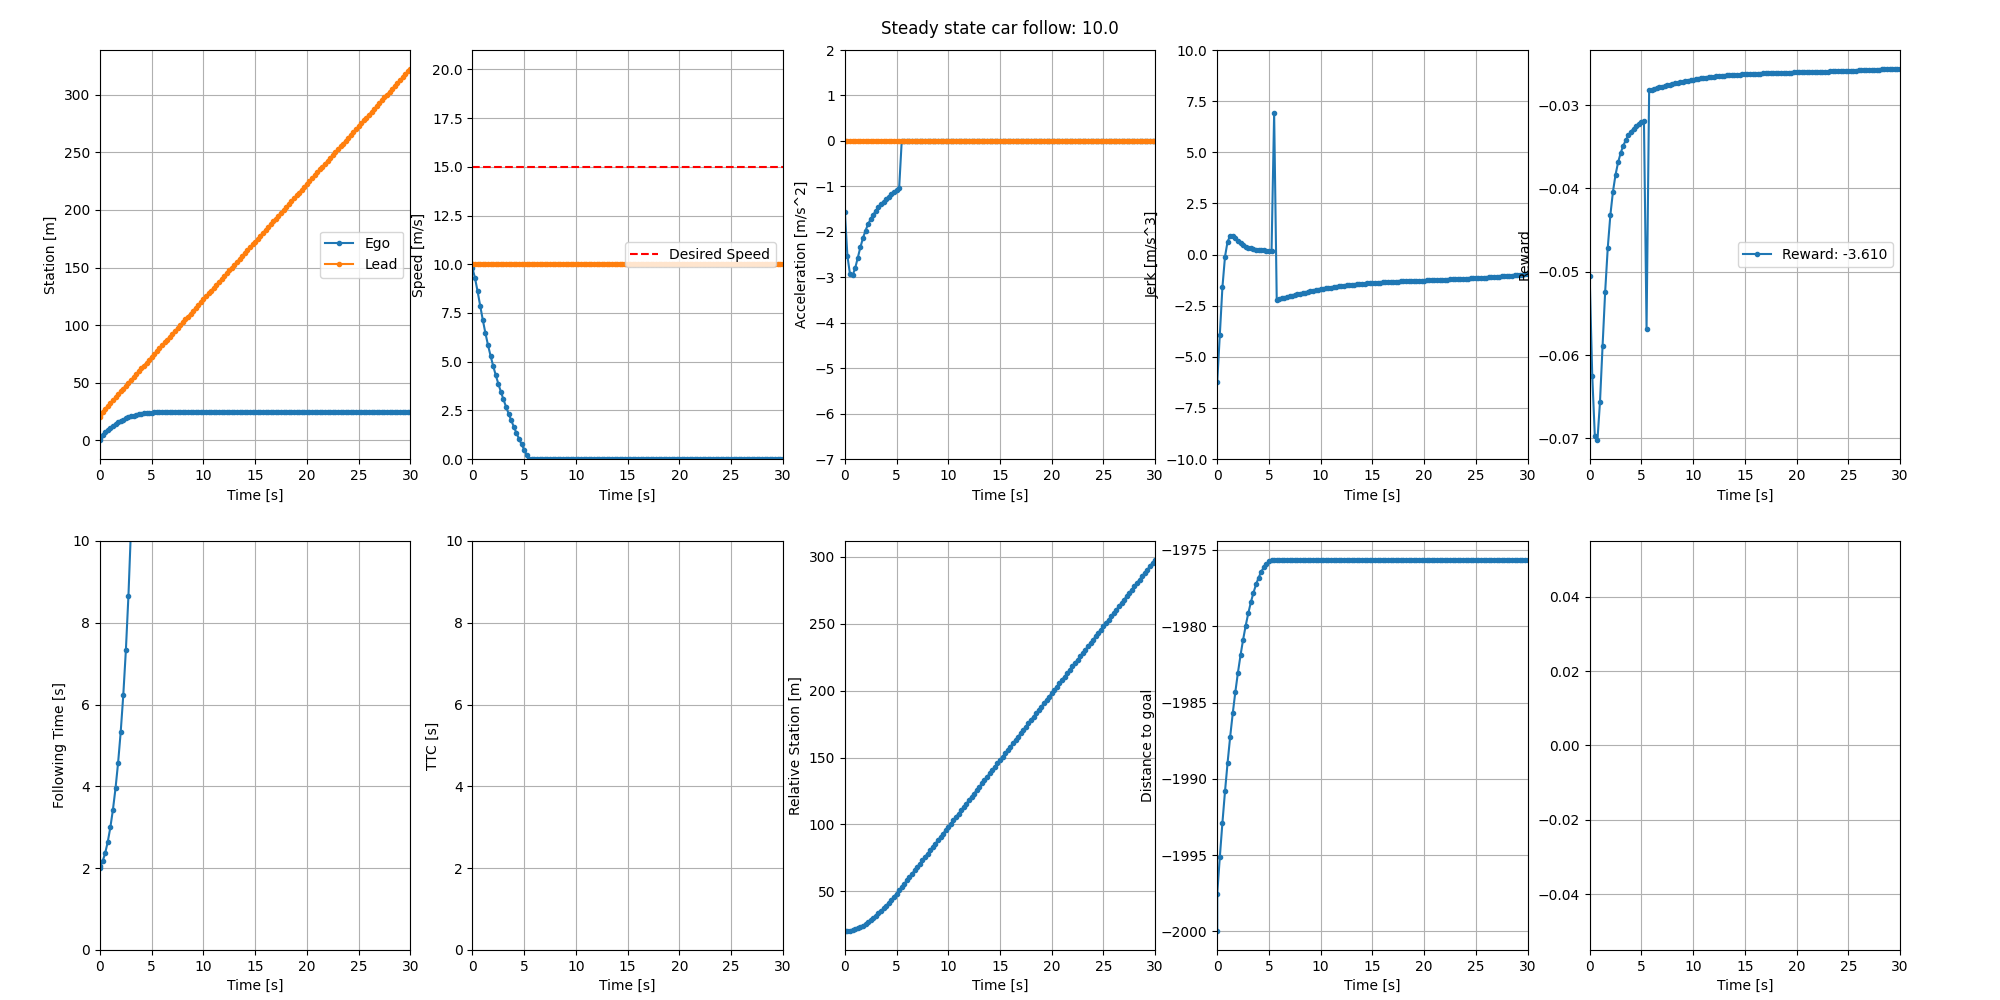 Steady state car follow: 10.0
Station [m]
300
250
200
150
100
50
0
Ego
Lead
0 5 10 15 20 25 30
Time [s]
Speed [m/s]
20.0
17.5
15.0
12.5
10.0
7.5
5.0
2.5
0.0
Desired Speed
0 5 10 15 20 25 30
Time [s]
Acceleration [m/s^2]
2
1
0
−1
−2
−3
−4
−5
−6
−7
0 5 10 15 20 25 30
Time [s]
Jerk [m/s^3]
10.0
7.5
5.0
2.5
0.0
−2.5
−5.0
−7.5
−10.0
0 5 10 15 20 25 30
Time [s]
Reward
−0.03
−0.04
−0.05
−0.06
−0.07
Reward: -3.610
0 5 10 15 20 25 30
Time [s]
Following Time [s]
10
8
6
4
2
0
0 5 10 15 20 25 30
Time [s]
TTC [s]
10
8
6
4
2
0
0 5 10 15 20 25 30
Time [s]
Relative Station [m]
300
250
200
150
100
50
0 5 10 15 20 25 30
Time [s]
Distance to goal
−1975
−1980
−1985
−1990
−1995
−2000
0 5 10 15 20 25 30
Time [s]
0.04
0.02
0.00
−0.02
−0.04
0 5 10 15 20 25 30
Time [s]